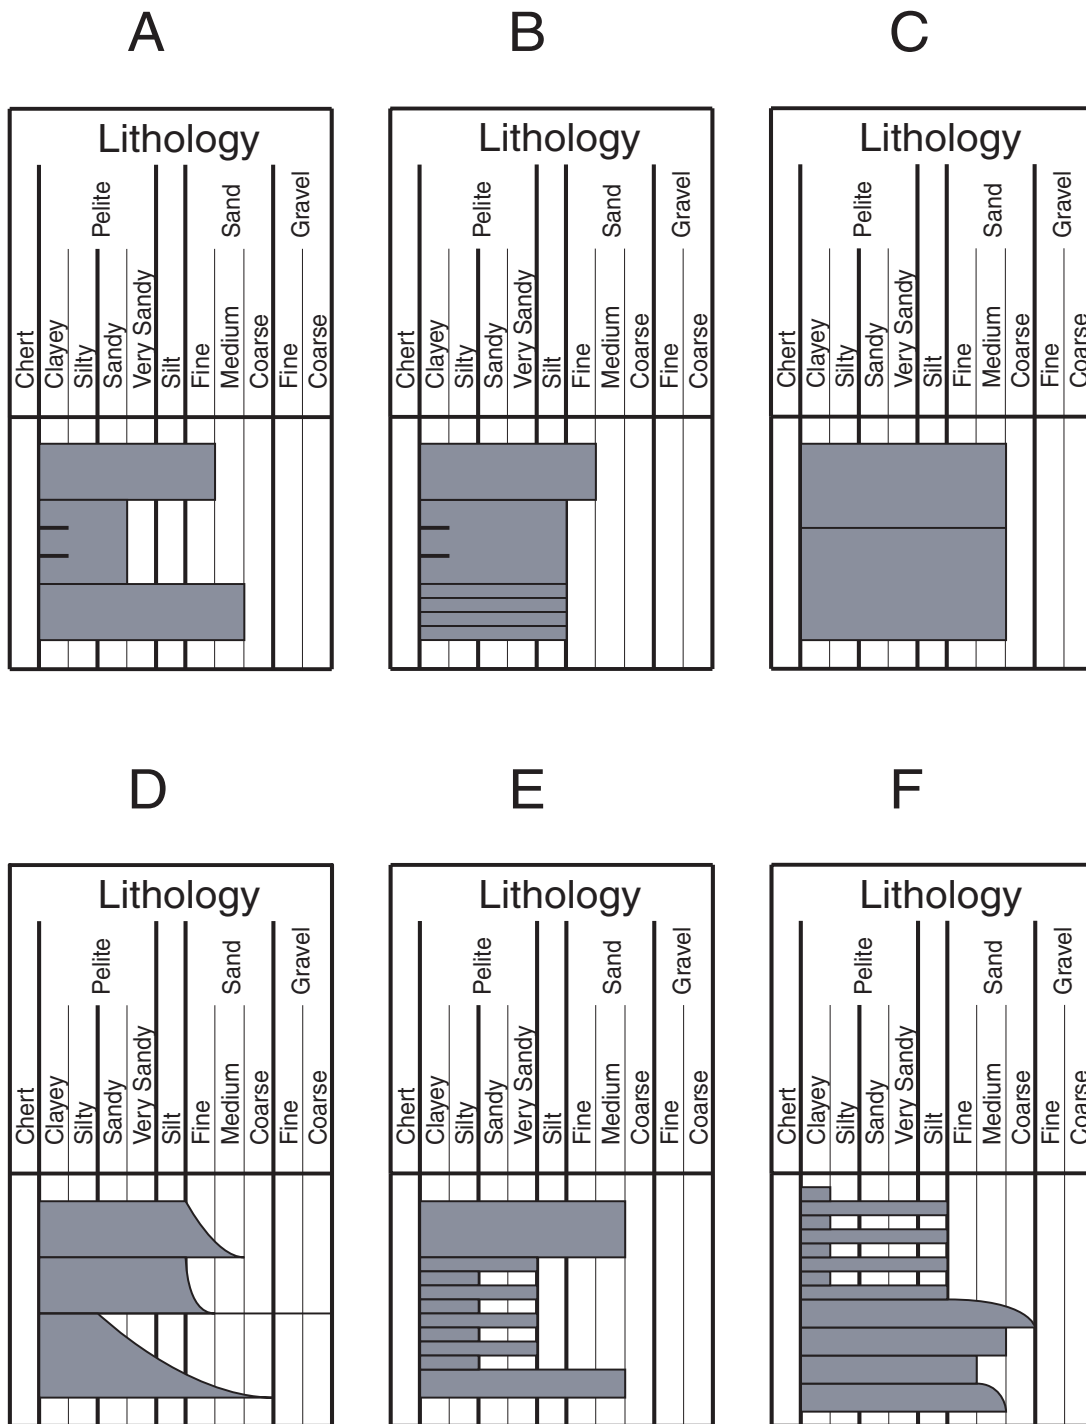 A
B
C
Lithology
Lithology
Lithology
Pelite
Sand
Gravel
Pelite
Sand
Gravel
Pelite
Sand
Gravel
Chert
Clayey
Silty
Sandy
Very Sandy
Silt
Fine
Medium
Coarse
Fine
Coarse
Chert
Clayey
Silty
Sandy
Very Sandy
Silt
Fine
Medium
Coarse
Fine
Coarse
Chert
Clayey
Silty
Sandy
Very Sandy
Silt
Fine
Medium
Coarse
Fine
Coarse
D
E
F
Lithology
Lithology
Lithology
Pelite
Sand
Gravel
Pelite
Sand
Gravel
Pelite
Sand
Gravel
Chert
Clayey
Silty
Sandy
Very Sandy
Silt
Fine
Medium
Coarse
Fine
Coarse
Chert
Clayey
Silty
Sandy
Very Sandy
Silt
Fine
Medium
Coarse
Fine
Coarse
Chert
Clayey
Silty
Sandy
Very Sandy
Silt
Fine
Medium
Coarse
Fine
Coarse